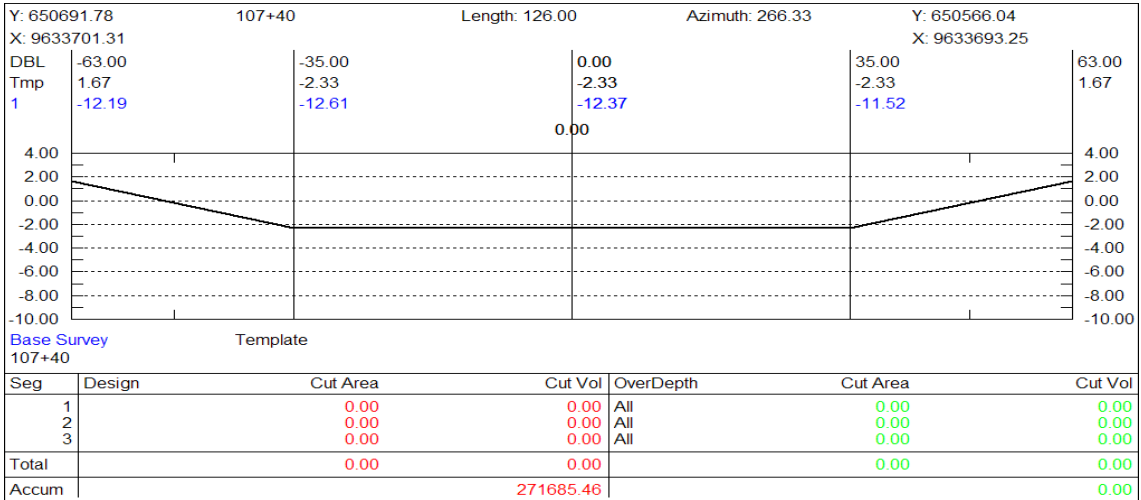 Y: 650691.78 107+40 Length: 126.00 Azimuth: 266.33 Y: 650566.04
X: 9633701.31 X: 9633693.25
DBL -63.00 -35.00 0.00 35.00 63.00
Tmp 1.67 -2.33 -2.33 -2.33 1.67
1 -12.19 -12.61 -12.37 -11.52
0.00
4.00 4.00
2.00 2.00
0.00 0.00
-2.00 -2.00
-4.00 -4.00
-6.00 -6.00
-8.00 -8.00
-10.00 -10.00
Base Survey Template
107+40
Seg Design Cut Area Cut Vol OverDepth Cut Area Cut Vol
1 0.00 0.00 All 0.00 0.00
2 0.00 0.00 All 0.00 0.00
3 0.00 0.00 All 0.00 0.00
Total 0.00 0.00 0.00 0.00
Accum 271685.46 0.00